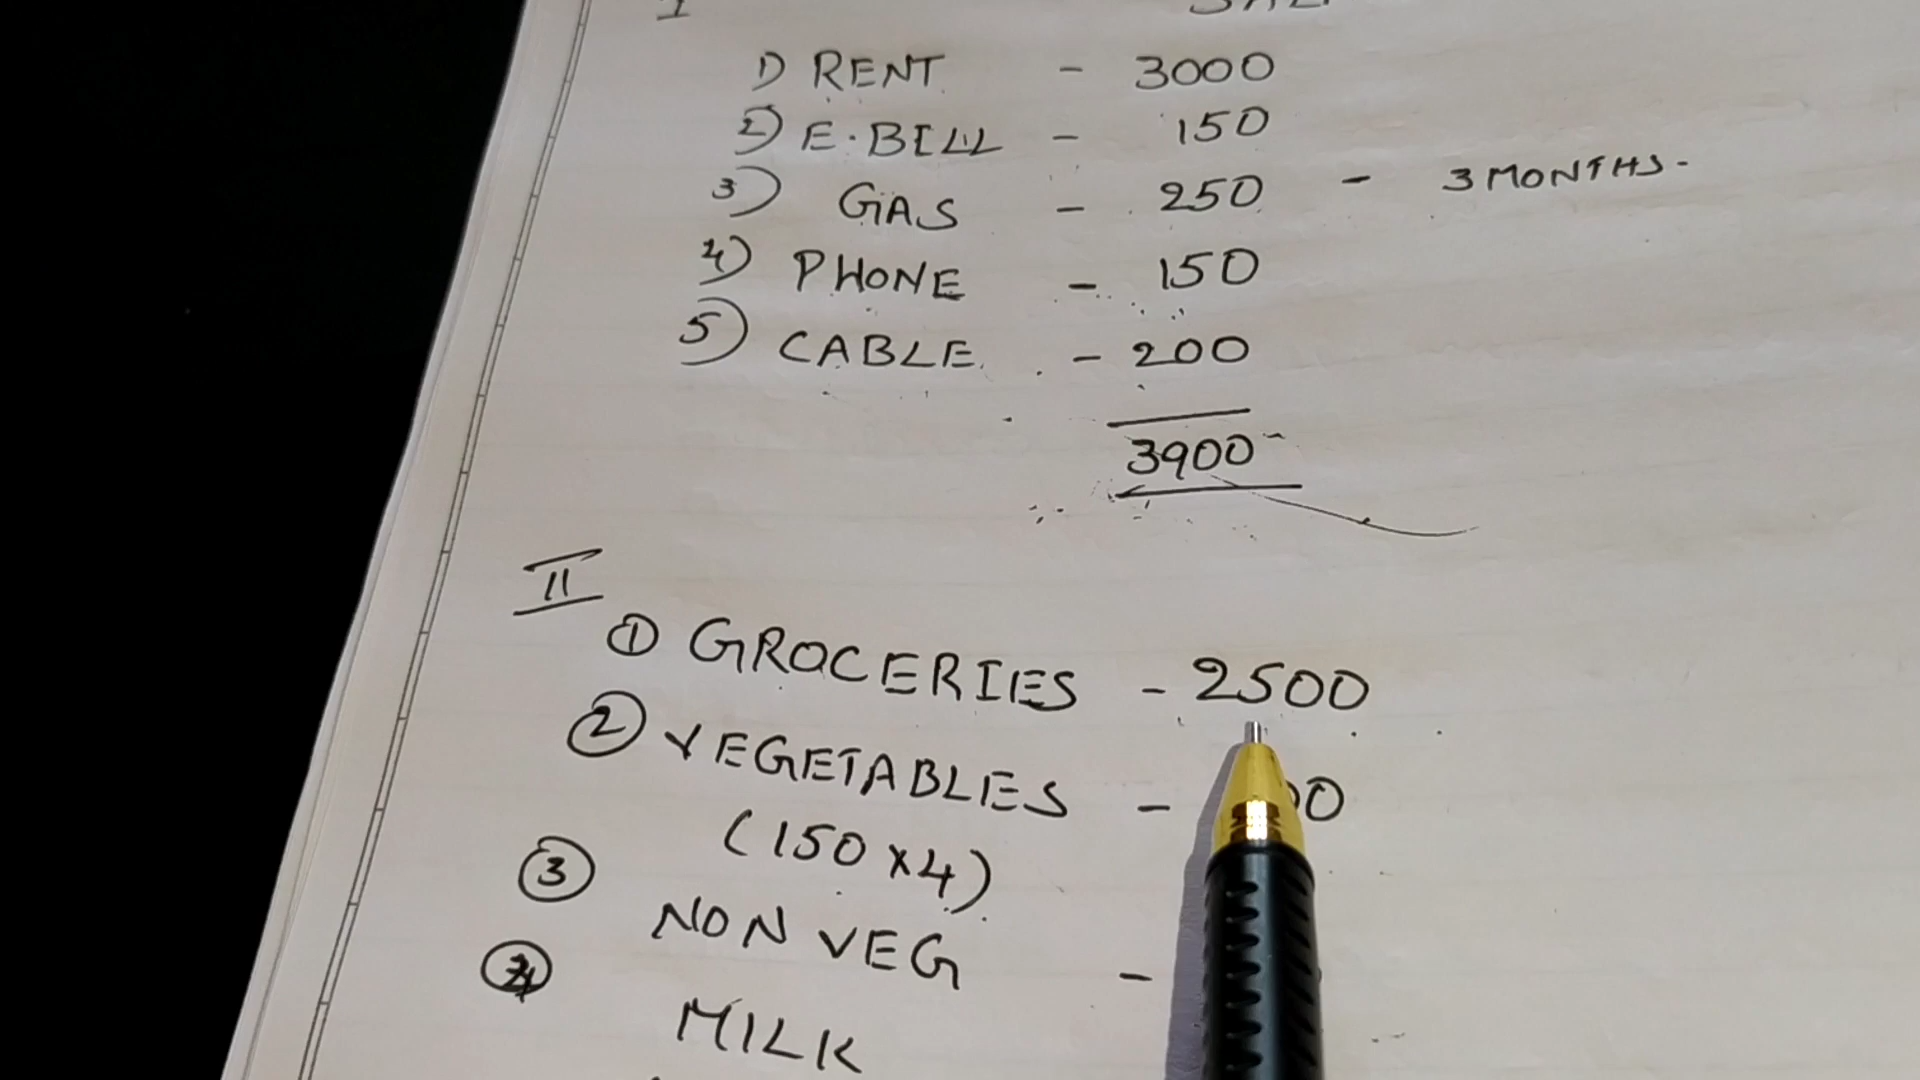 I
1) RENT - 3000
2) E.BILL - 150
3) GAS - 250 - 3 MONTHS-
4) PHONE - 150
5) CABLE - 200
3900-
II
1 GROCERIES - 2500
2 VEGETABLES -
(150 x 4)
3 NON VEG -
4 MILK